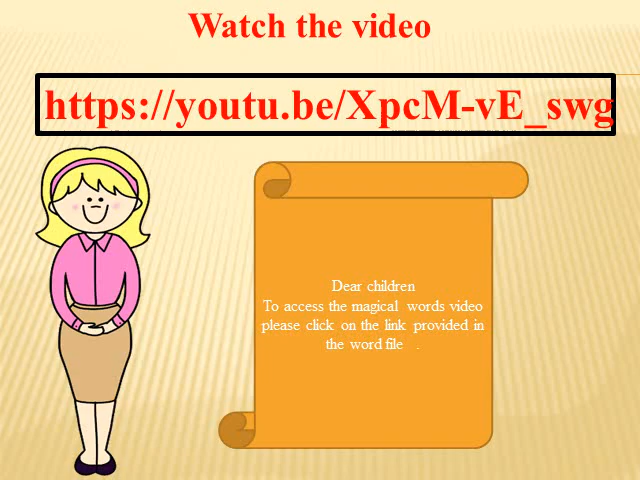 Watch the video
https://youtu.be/XpcM-vE_swg
Dear children
To access the magical words video
please click on the link provided in
the word file .